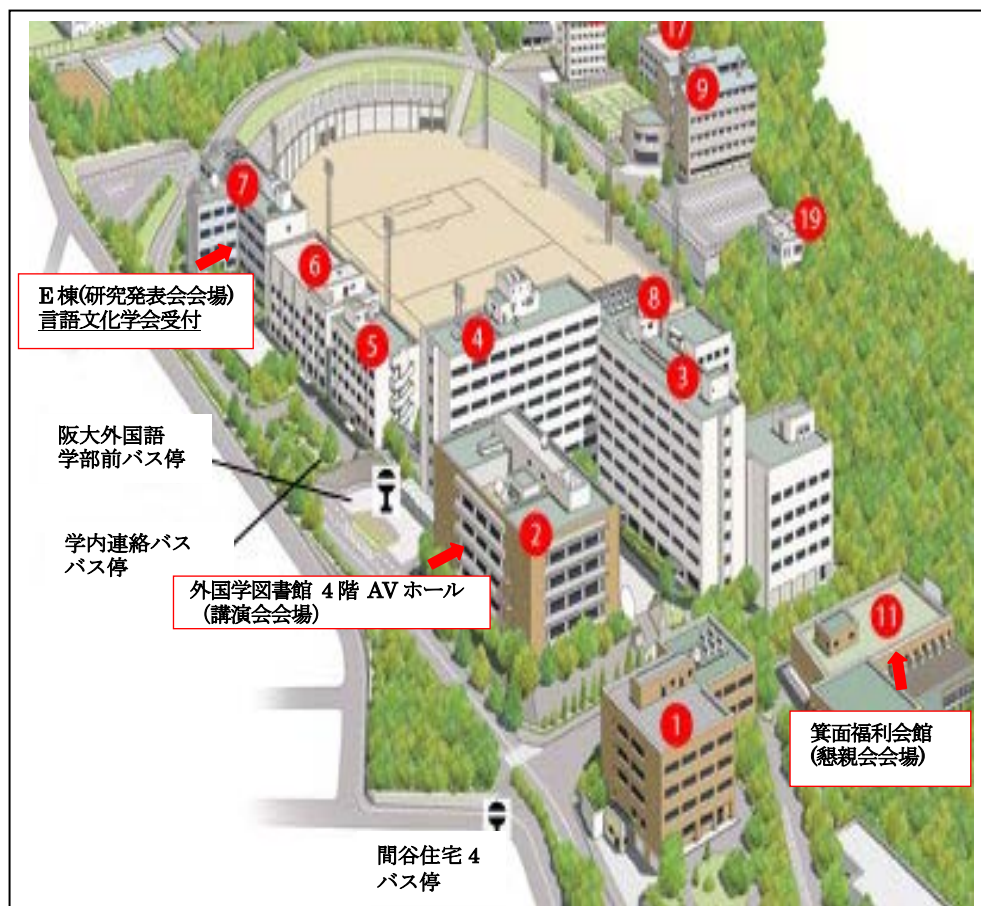 17
9
7
19
6
8
4
5
3
E 棟(研究発表会会場)
言語文化学会受付
阪大外国語
学部前バス停
2
学内連絡バス
バス停
外国学図書館 4 階 AV ホール
(講演会会場)
11
1
箕面福利会館
(懇親会会場)
間谷住宅 4
バス停